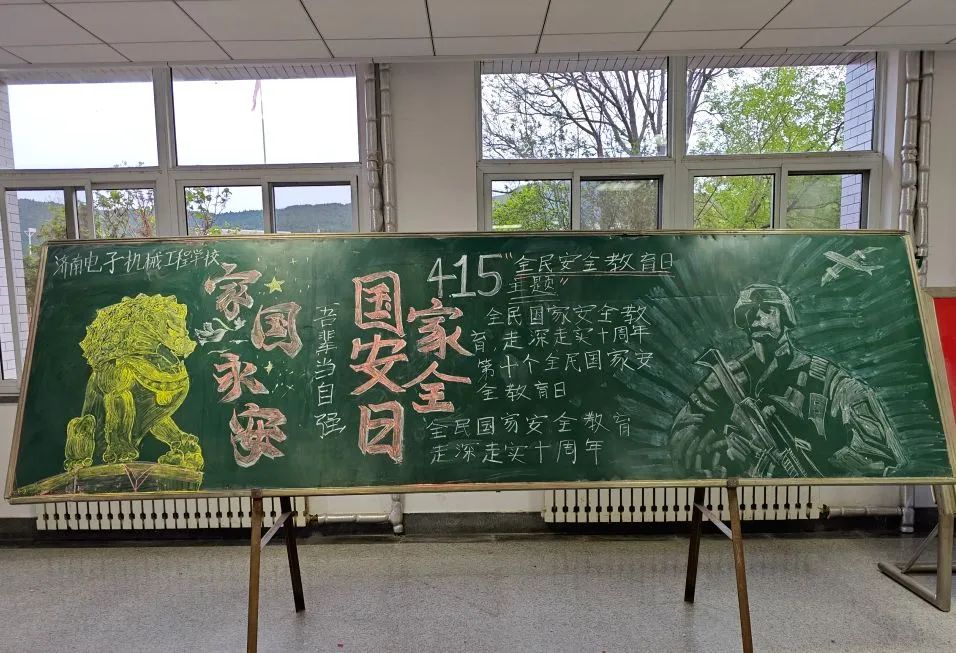 济南电子机械工程学校
家国永安
吾辈当自强
国家安全日
415"全民安全教育日
主题"
全民国家安全教
育 走深走实十周年
第十个全民国家安
全教育日
全民国家安全教育
走深走实十周年